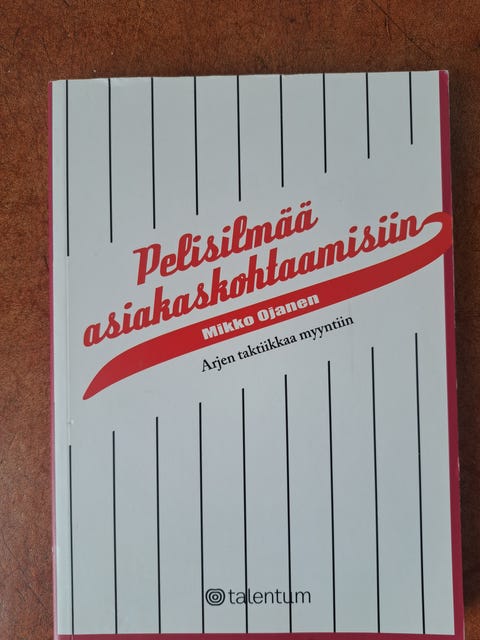 Pelisilmää
asiakaskohtaamisiin
Mikko Ojanen
Arjen taktiikkaa myyntiin
talentum